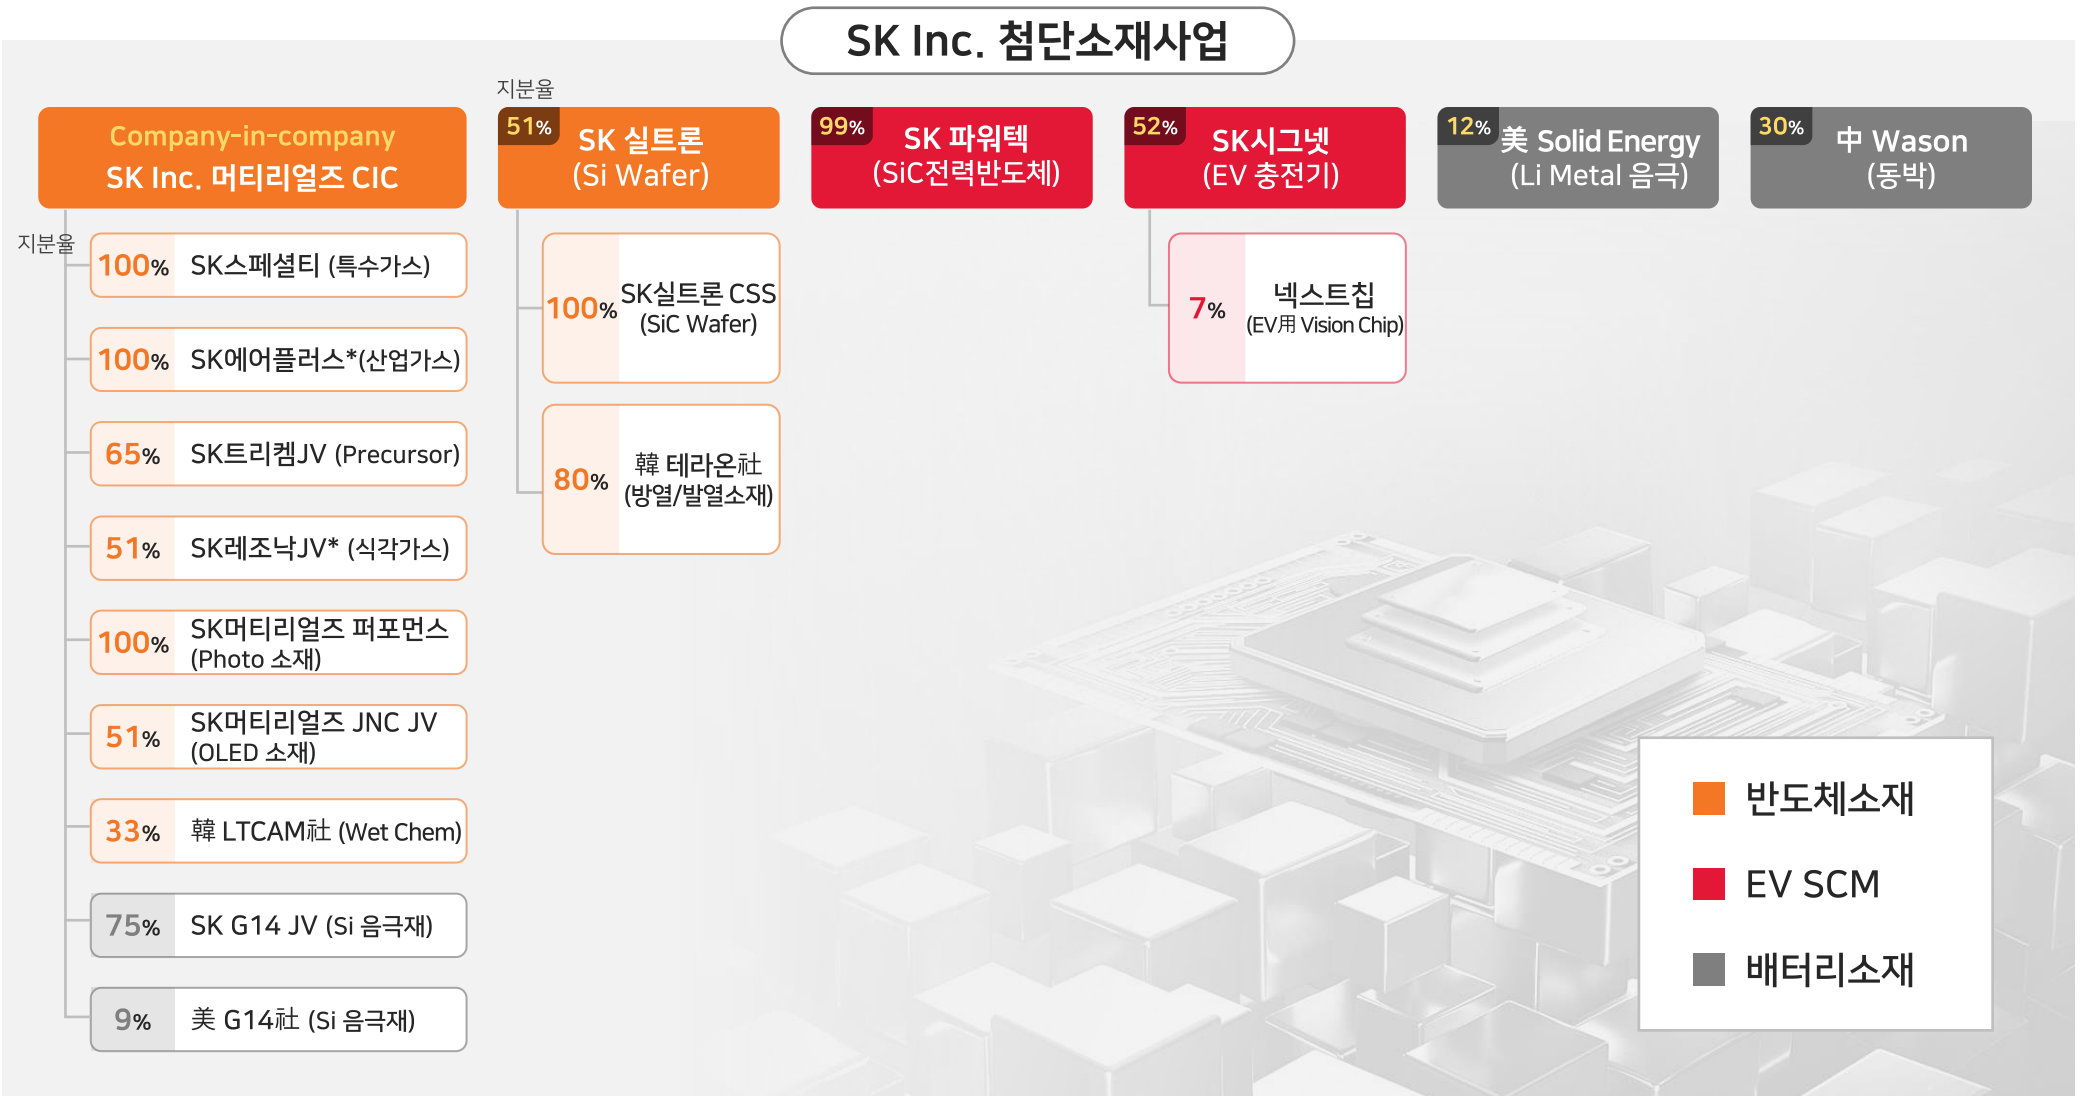 SK Inc. 첨단소재사업
Company-in-company
SK Inc. 머티리얼즈 CIC
지분율
100% SK스페셜티 (특수가스)
100% SK에어플러스*(산업가스)
65% SK트리켐JV (Precursor)
51% SK레조낙JV* (식각가스)
100% SK머티리얼즈 퍼포먼스
(Photo 소재)
51% SK머티리얼즈 JNC JV
(OLED 소재)
33% 韓 LTCAM社 (Wet Chem)
75% SK G14 JV (Si 음극재)
9% 美 G14社 (Si 음극재)
지분율
51% SK 실트론
(Si Wafer)
100% SK실트론 CSS
(SiC Wafer)
80% 韓 테라온社
(방열/발열소재)
99% SK 파워텍
(SiC전력반도체)
52% SK시그넷
(EV 충전기)
7% 넥스트칩
(EV用 Vision Chip)
12% 美 Solid Energy
(Li Metal 음극)
30% 中 Wason
(동박)
반도체소재
EV SCM
배터리소재